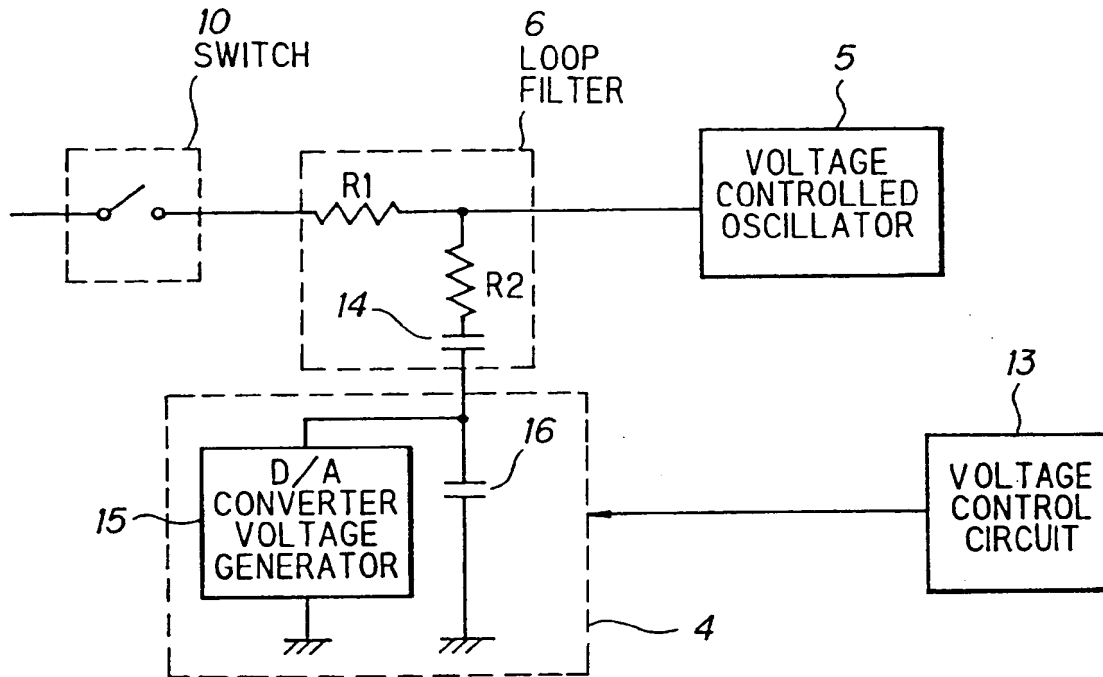 10
SWITCH
6
LOOP
FILTER
5
VOLTAGE
CONTROLLED
OSCILLATOR
R1
R2
14
16
13
D/A
CONVERTER
VOLTAGE
GENERATOR
15
VOLTAGE
CONTROL
CIRCUIT
4